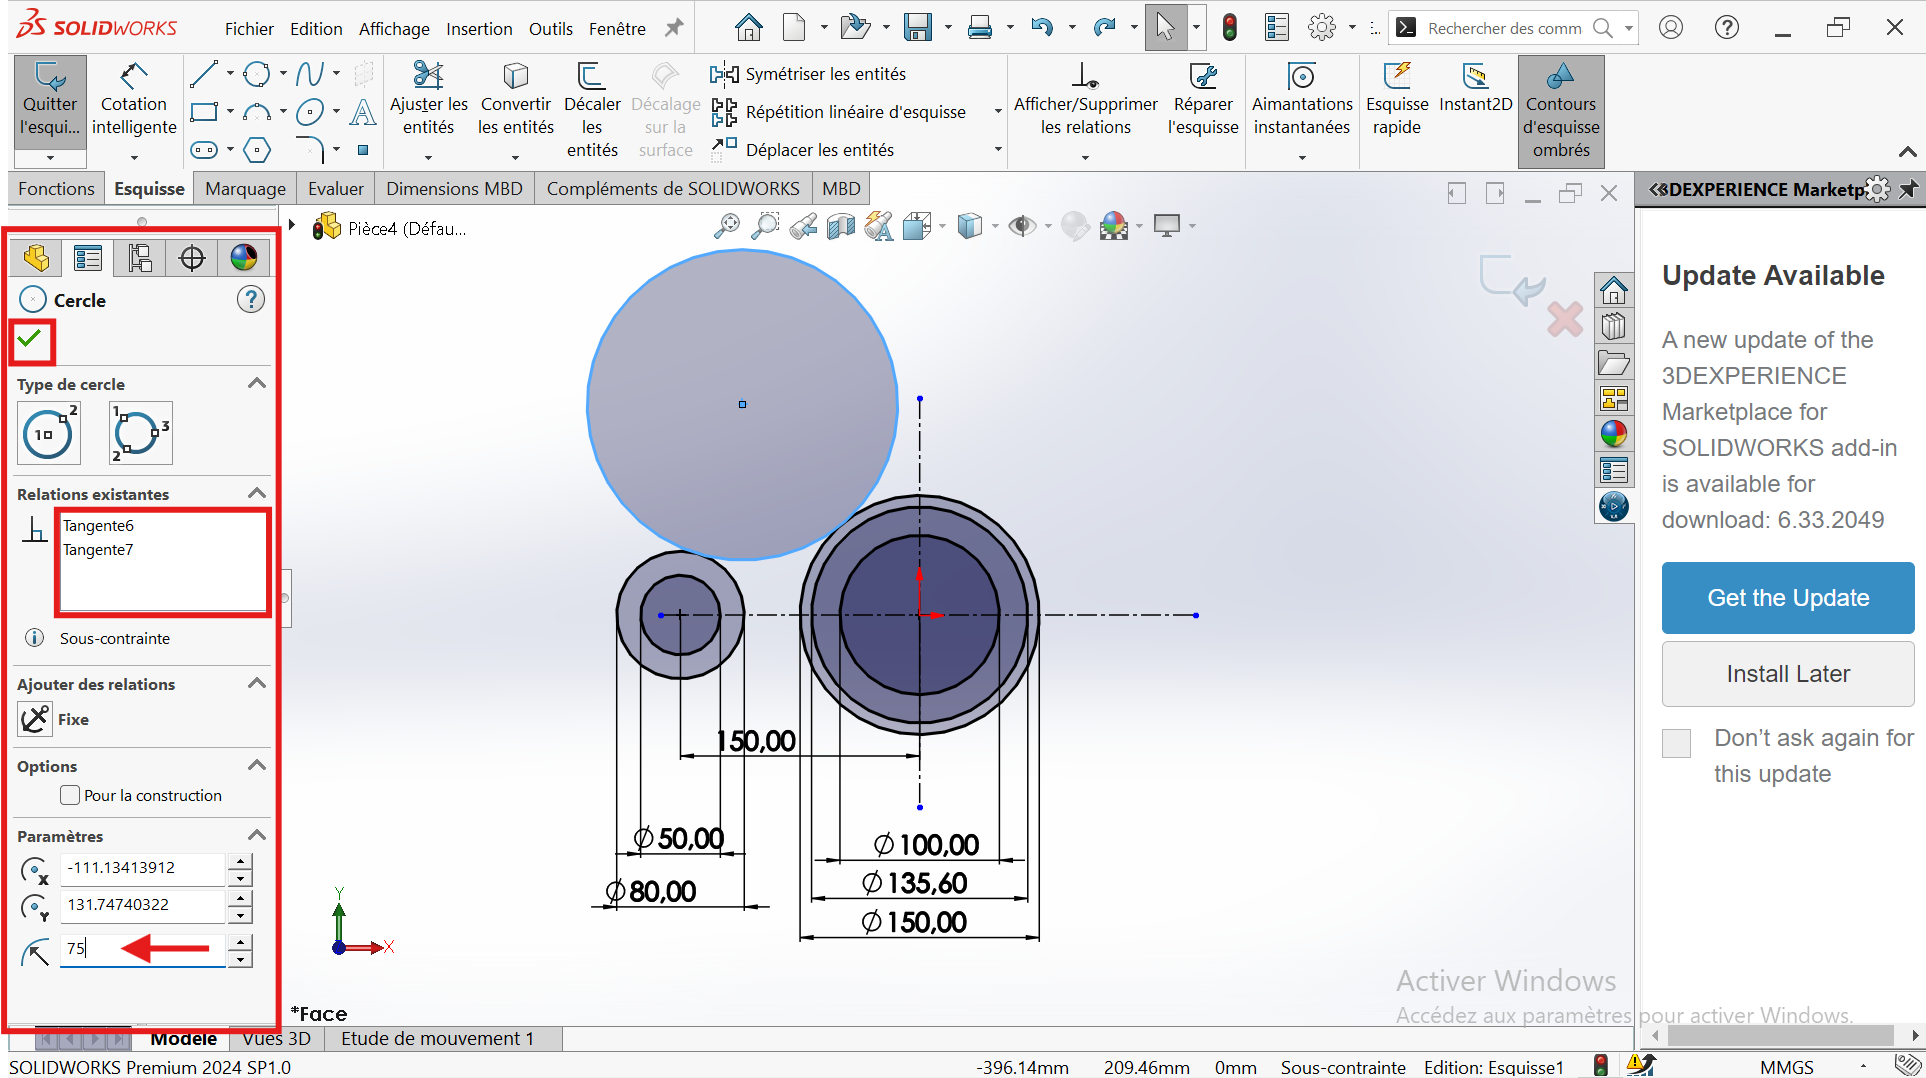 SOLIDWORKS
Fichier Edition Affichage Insertion Outils Fenêtre
Rechercher des comm
Quitter l'esqui...
Cotation intelligente
Ajuster les entités
Convertir les entités
Décaler les entités
Décalage sur la surface
Symétriser les entités
Répétition linéaire d'esquisse
Déplacer les entités
Afficher/Supprimer les relations
Réparer l'esquisse
Aimantations instantanées
Esquisse rapide
Instant2D
Contours d'esquisse ombrés
Fonctions Esquisse Marquage Evaluer Dimensions MBD Compléments de SOLIDWORKS MBD
3DEXPERIENCE Marketp
Pièce4 (Défau...
Cercle
Type de cercle
Relations existantes
Tangente6
Tangente7
Sous-contrainte
Ajouter des relations
Fixe
Options
Pour la construction
Paramètres
-111.13413912
131.74740322
75
150,00
∅50,00
∅80,00
∅100,00
∅135,60
∅150,00
Y
X
*Face
Update Available
A new update of the
3DEXPERIENCE
Marketplace for
SOLIDWORKS add-in
is available for
download: 6.33.2049
Get the Update
Install Later
Don't ask again for
this update
Activer Windows
Accédez aux paramètres pour activer Windows.
Modèle Vues 3D Etude de mouvement 1
SOLIDWORKS Premium 2024 SP1.0
-396.14mm 209.46mm 0mm Sous-contrainte Edition: Esquisse1 MMGS